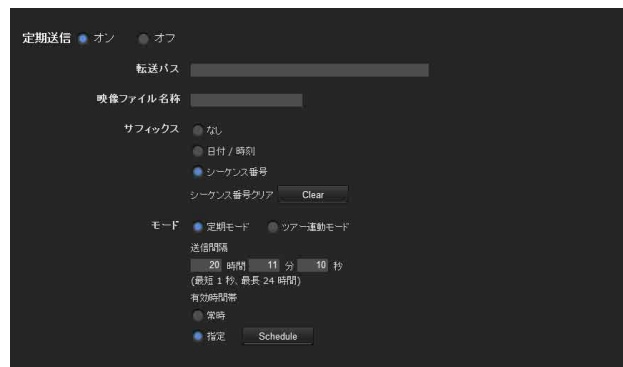 定期送信 オン オフ
転送パス
映像ファイル名称
サフィックス なし
日付 / 時刻
シーケンス番号
シーケンス番号クリア Clear
モード 定期モード ツアー連動モード
送信間隔
20 時間 11 分 10 秒
(最短 1 秒、最長 24 時間)
有効時間帯
常時
指定 Schedule